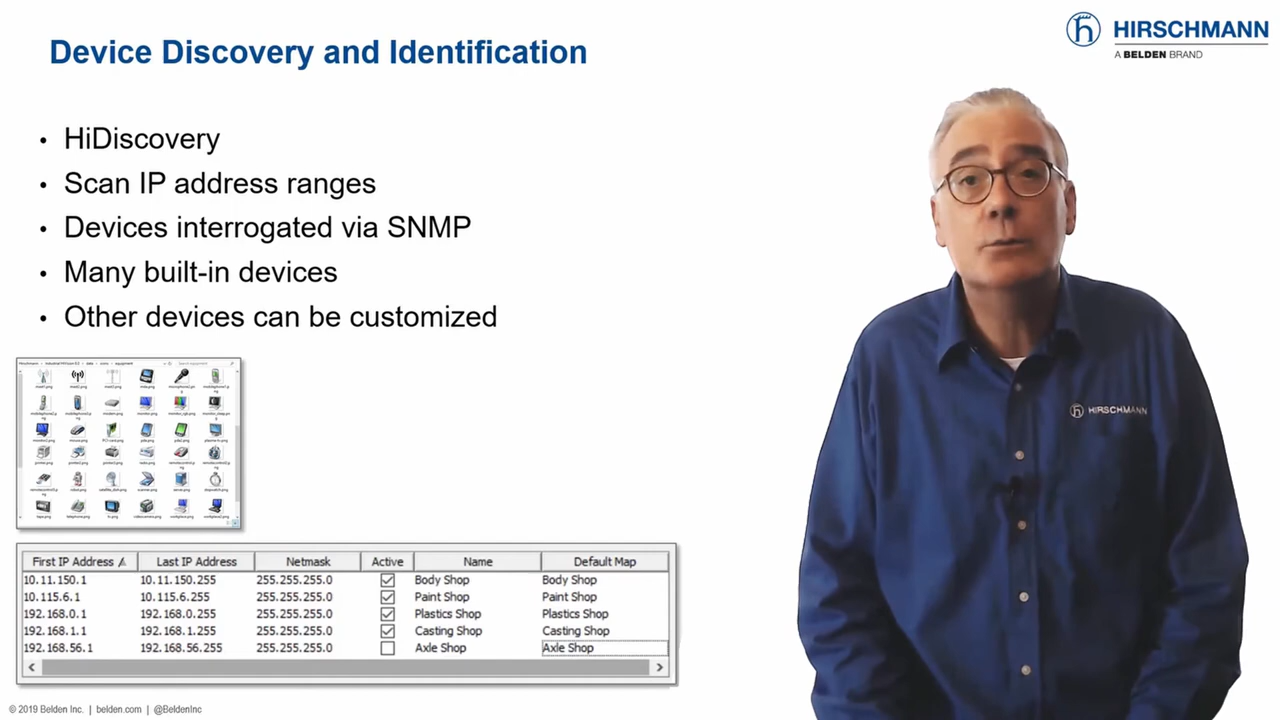 Device Discovery and Identification
HIRSCHMANN
A BELDEN BRAND
• HiDiscovery
• Scan IP address ranges
• Devices interrogated via SNMP
• Many built-in devices
• Other devices can be customized
HIRSCHMANN
First IP Address Last IP Address Netmask Active Name Default Map
10.11.150.1 10.11.150.255 255.255.255.0 Body Shop Body Shop
10.115.6.1 10.115.6.255 255.255.255.0 Paint Shop Paint Shop
192.168.0.1 192.168.0.255 255.255.255.0 Plastics Shop Plastics Shop
192.168.1.1 192.168.1.255 255.255.255.0 Casting Shop Casting Shop
192.168.56.1 192.168.56.255 255.255.255.0 Axle Shop Axle Shop
© 2019 Belden Inc. | belden.com | @BeldenInc